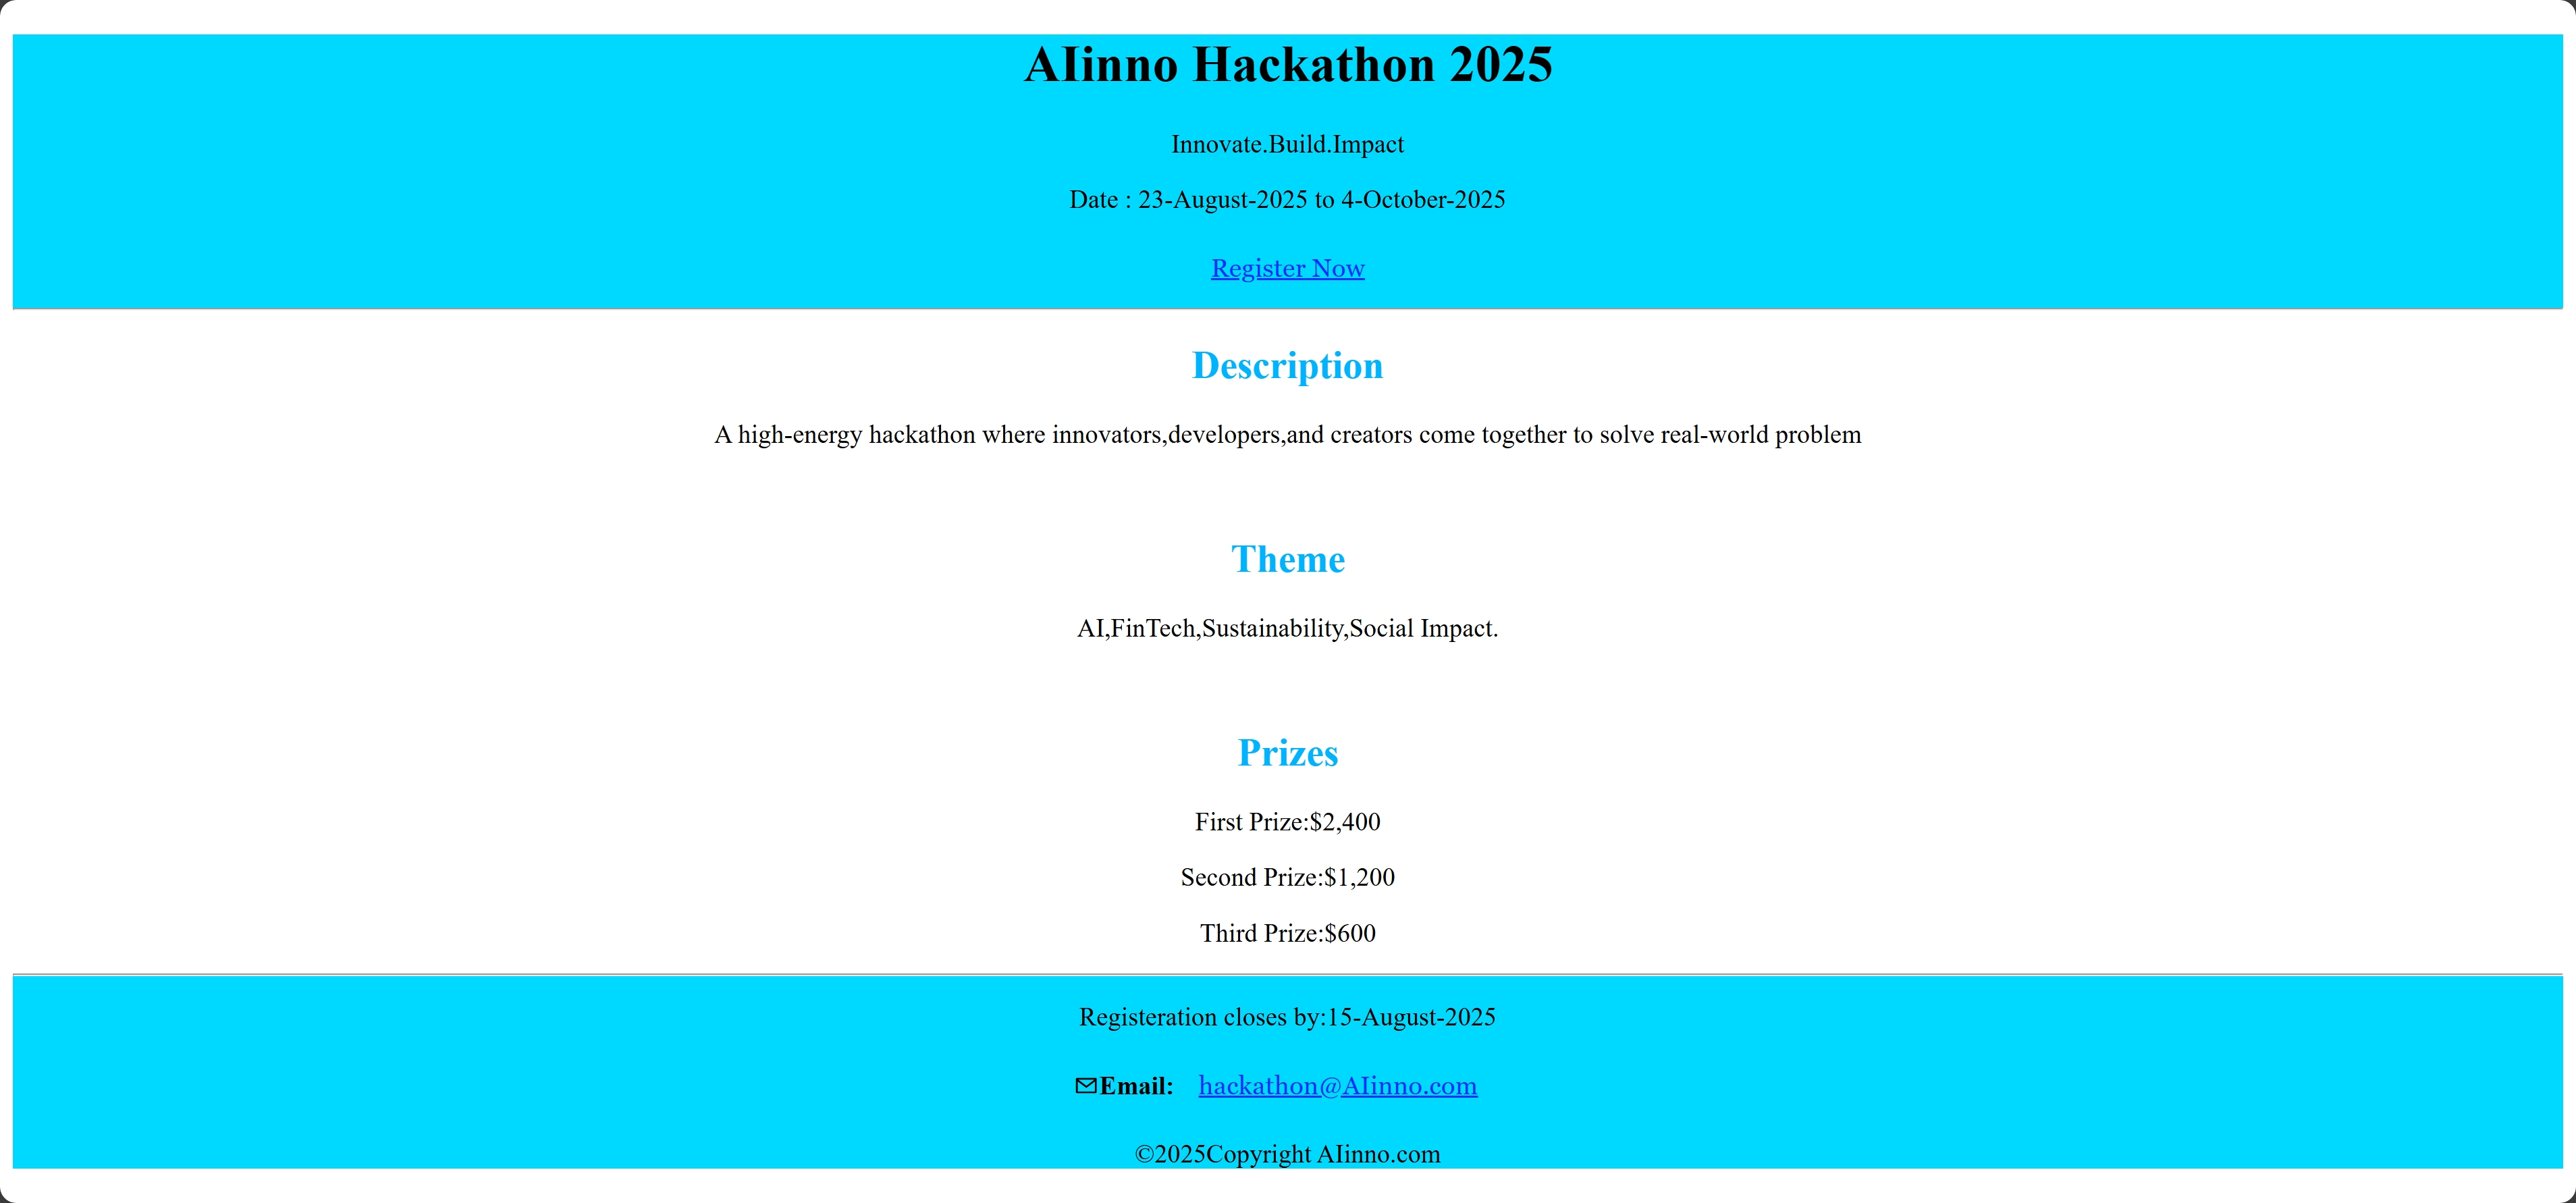 AIinno Hackathon 2025
Innovate.Build.Impact
Date : 23-August-2025 to 4-October-2025
Register Now
Description
A high-energy hackathon where innovators,developers,and creators come together to solve real-world problem
Theme
AI,FinTech,Sustainability,Social Impact.
Prizes
First Prize:$2,400
Second Prize:$1,200
Third Prize:$600
Registeration closes by:15-August-2025
Email: hackathon@AIinno.com
©2025Copyright AIinno.com